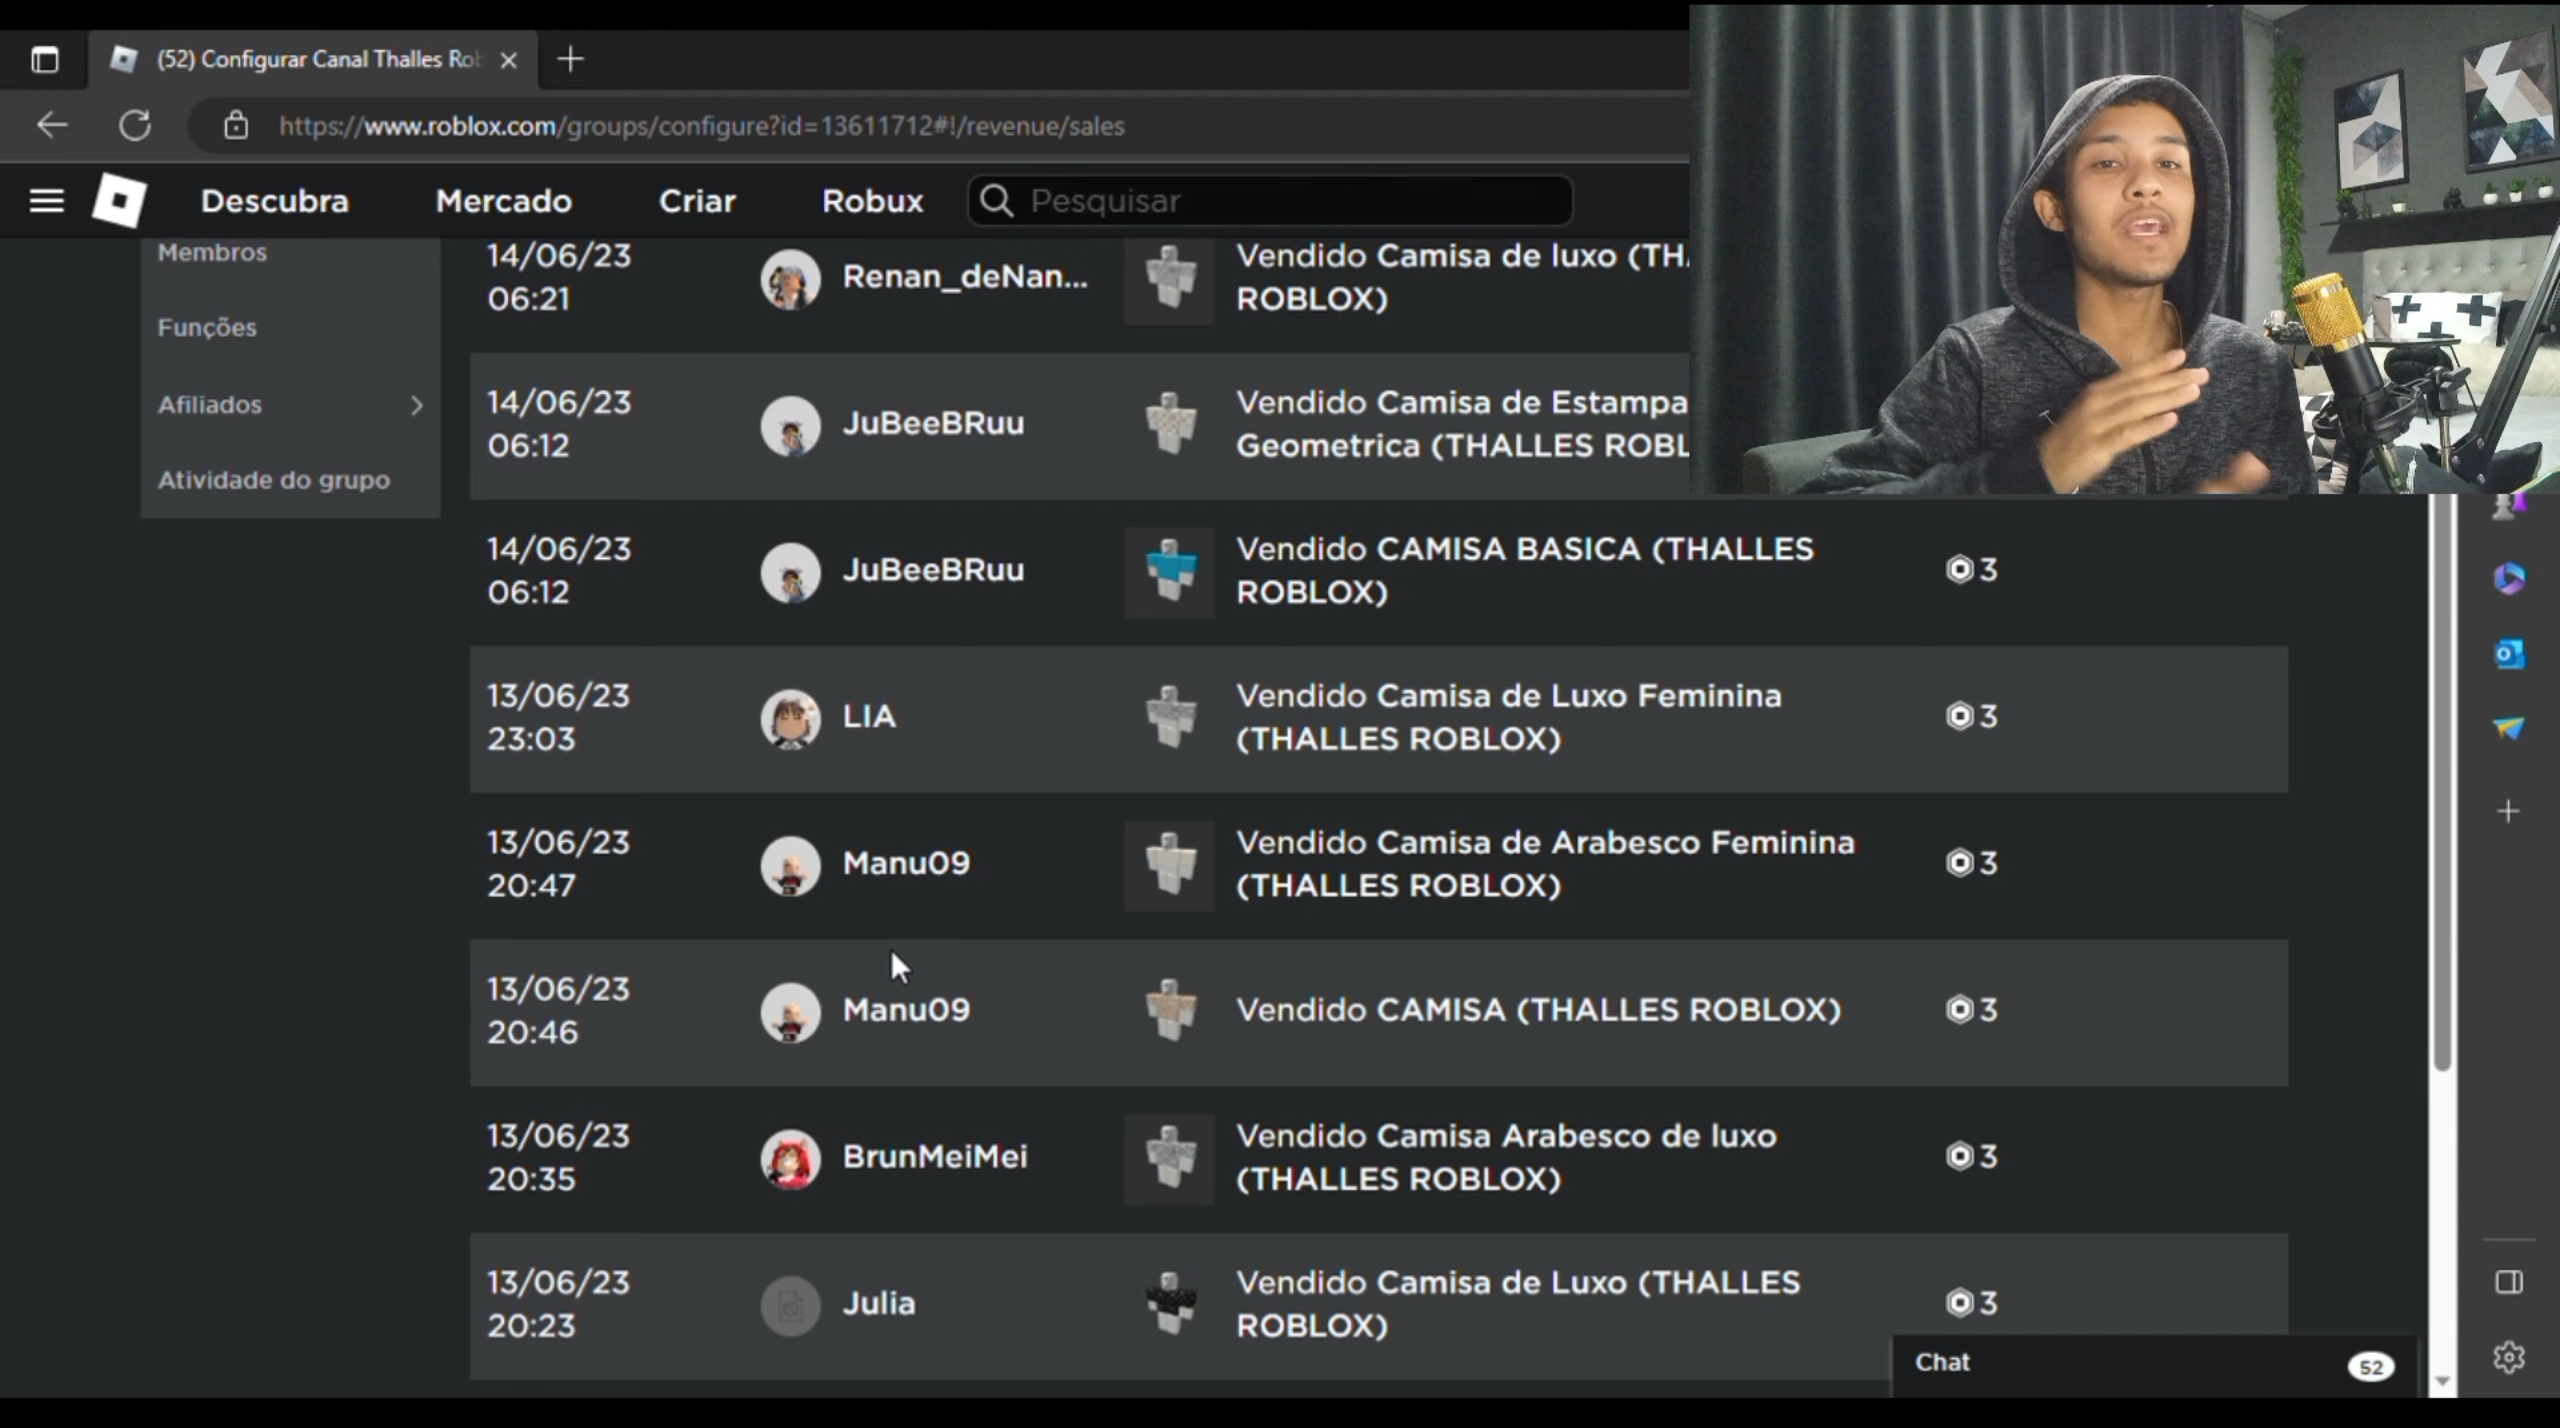 (52) Configurar Canal Thalles Rob
https://www.roblox.com/groups/configure?id=13611712#!/revenue/sales
Descubra Mercado Criar Robux Pesquisar
Membros
Funções
Afiliados
Atividade do grupo
14/06/23
06:21
Renan_deNan...
Vendido Camisa de luxo (TH
ROBLOX)
14/06/23
06:12
JuBeeBRuu
Vendido Camisa de Estampa
Geometrica (THALLES ROBL
14/06/23
06:12
JuBeeBRuu
Vendido CAMISA BASICA (THALLES
ROBLOX)
3
13/06/23
23:03
LIA
Vendido Camisa de Luxo Feminina
(THALLES ROBLOX)
3
13/06/23
20:47
Manu09
Vendido Camisa de Arabesco Feminina
(THALLES ROBLOX)
3
13/06/23
20:46
Manu09
Vendido CAMISA (THALLES ROBLOX)
3
13/06/23
20:35
BrunMeiMei
Vendido Camisa Arabesco de luxo
(THALLES ROBLOX)
3
13/06/23
20:23
Julia
Vendido Camisa de Luxo (THALLES
ROBLOX)
3
Chat 52